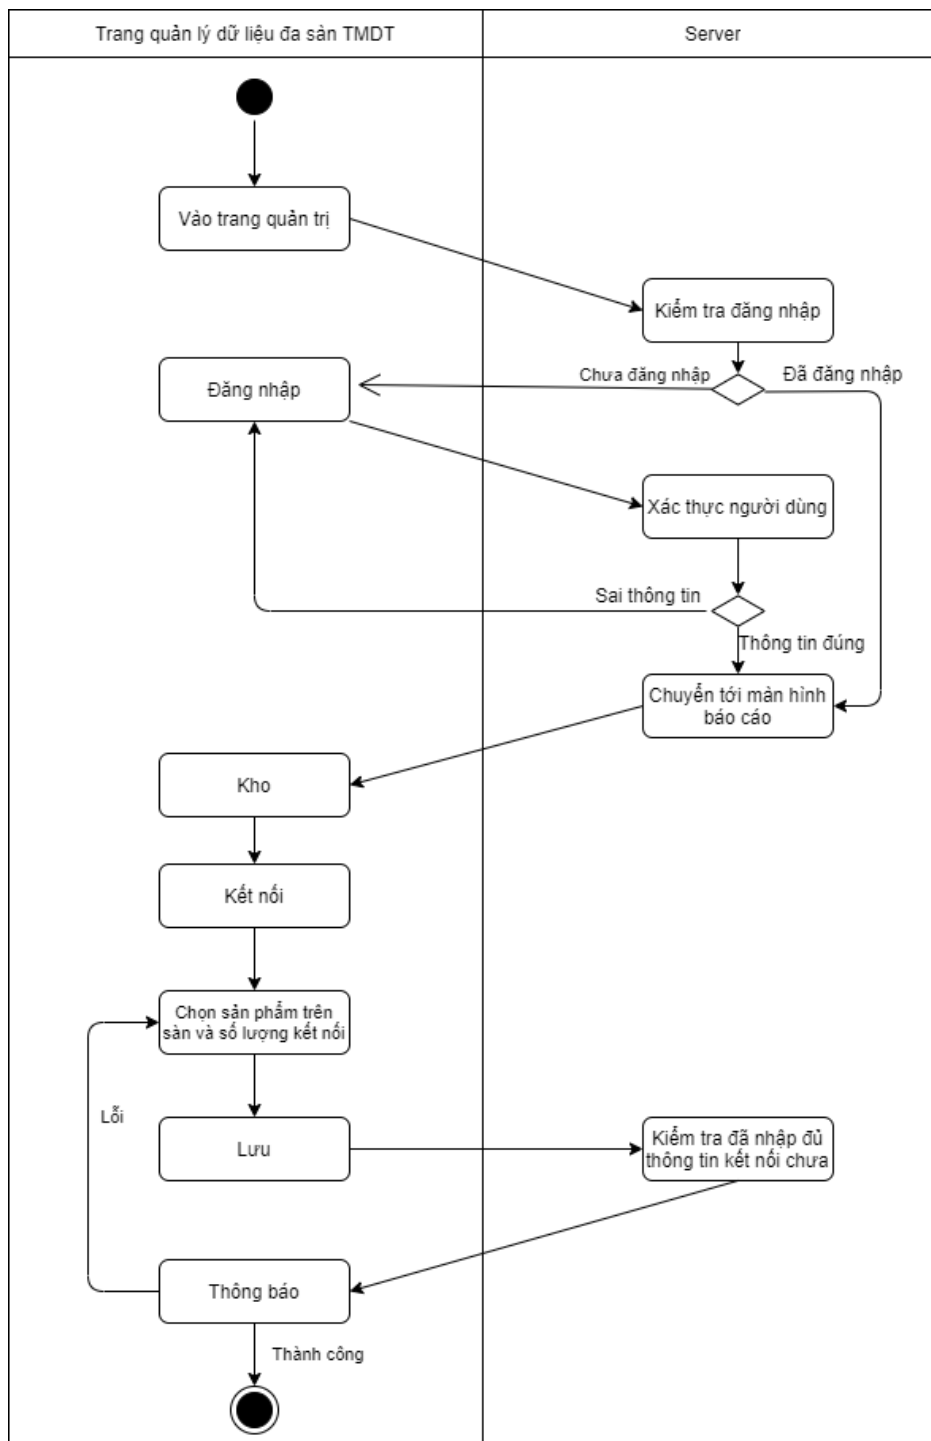 Trang quản lý dữ liệu đa sàn TMDT
Server
Vào trang quản trị
Kiểm tra đăng nhập
Chưa đăng nhập
Đã đăng nhập
Đăng nhập
Xác thực người dùng
Sai thông tin
Thông tin đúng
Chuyển tới màn hình
báo cáo
Kho
Kết nối
Chọn sản phẩm trên
sàn và số lượng kết nối
Lỗi
Lưu
Kiểm tra đã nhập đủ
thông tin kết nối chưa
Thông báo
Thành công